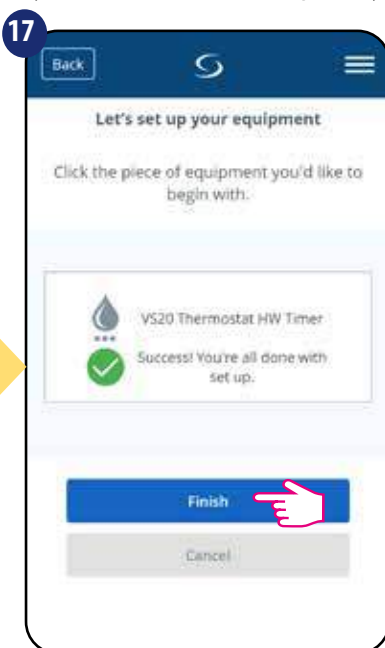 17
Back
Let's set up your equipment
Click the piece of equipment you'd like to
begin with.
VS20 Thermostat HW Timer
Success! You're all done with
set up.
Finish
Cancel